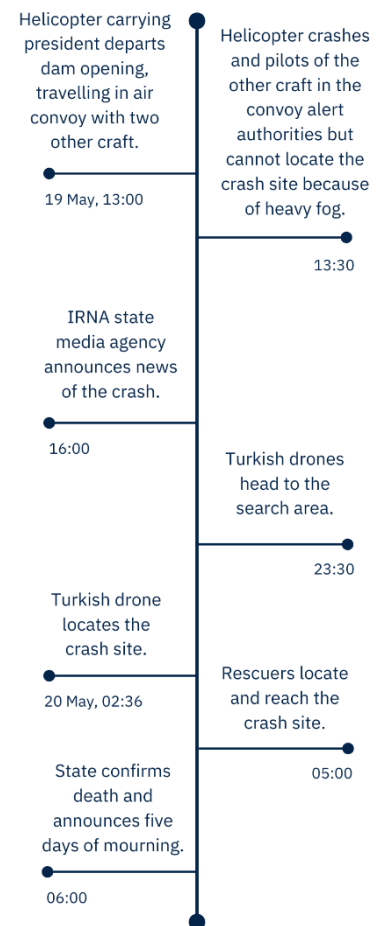 Helicopter carrying
president departs
dam opening,
travelling in air
convoy with two
other craft.
19 May, 13:00
Helicopter crashes
and pilots of the
other craft in the
convoy alert
authorities but
cannot locate the
crash site because
of heavy fog.
13:30
IRNA state
media agency
announces news
of the crash.
16:00
Turkish drones
head to the
search area.
23:30
Turkish drone
locates the
crash site.
20 May, 02:36
Rescuers locate
and reach the
crash site.
05:00
State confirms
death and
announces five
days of mourning.
06:00